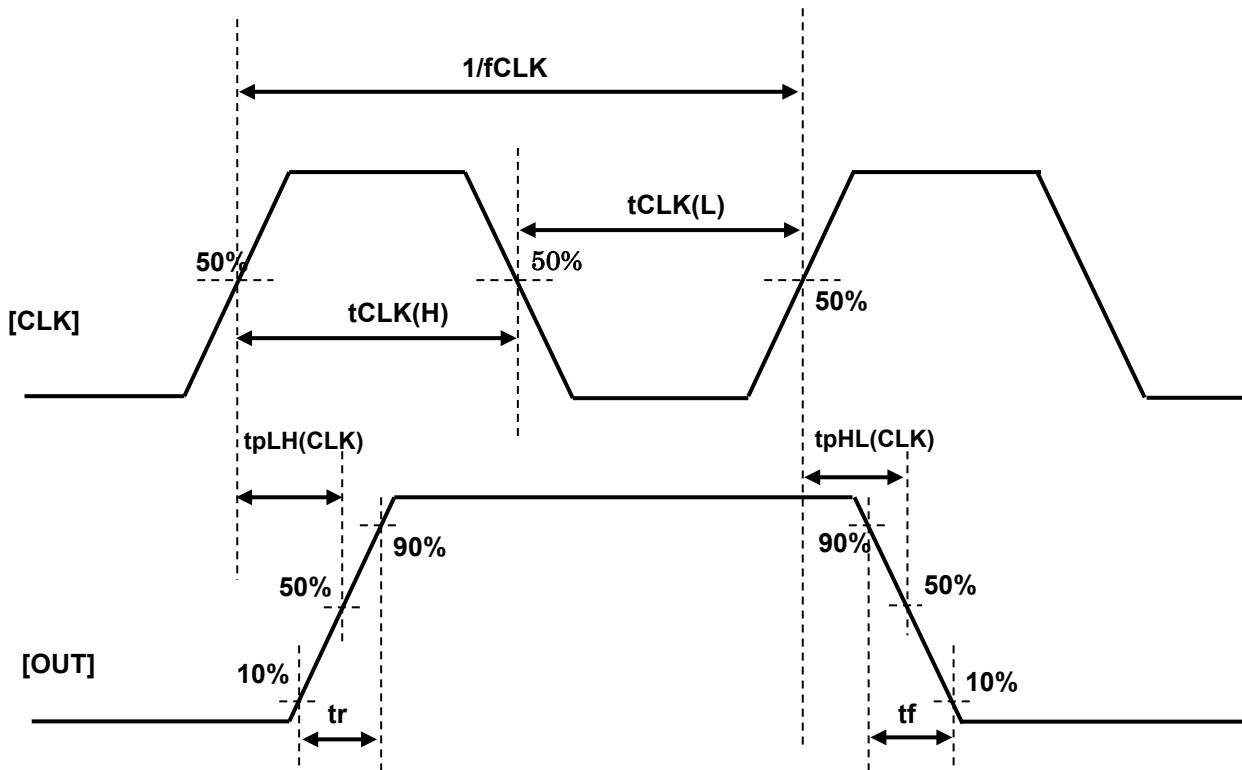 1/fCLK
tCLK(L)
50%
50%
50%
tCLK(H)
[CLK]
tpLH(CLK)
tpHL(CLK)
90%
90%
50%
50%
[OUT]
10%
10%
tr
tf